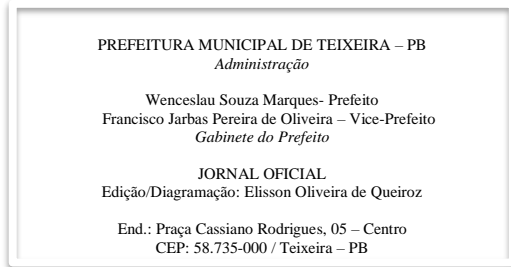 PREFEITURA MUNICIPAL DE TEIXEIRA – PB
Administração
Wenceslau Souza Marques- Prefeito
Francisco Jarbas Pereira de Oliveira – Vice-Prefeito
Gabinete do Prefeito
JORNAL OFICIAL
Edição/Diagramação: Elisson Oliveira de Queiroz
End.: Praça Cassiano Rodrigues, 05 – Centro
CEP: 58.735-000 / Teixeira – PB